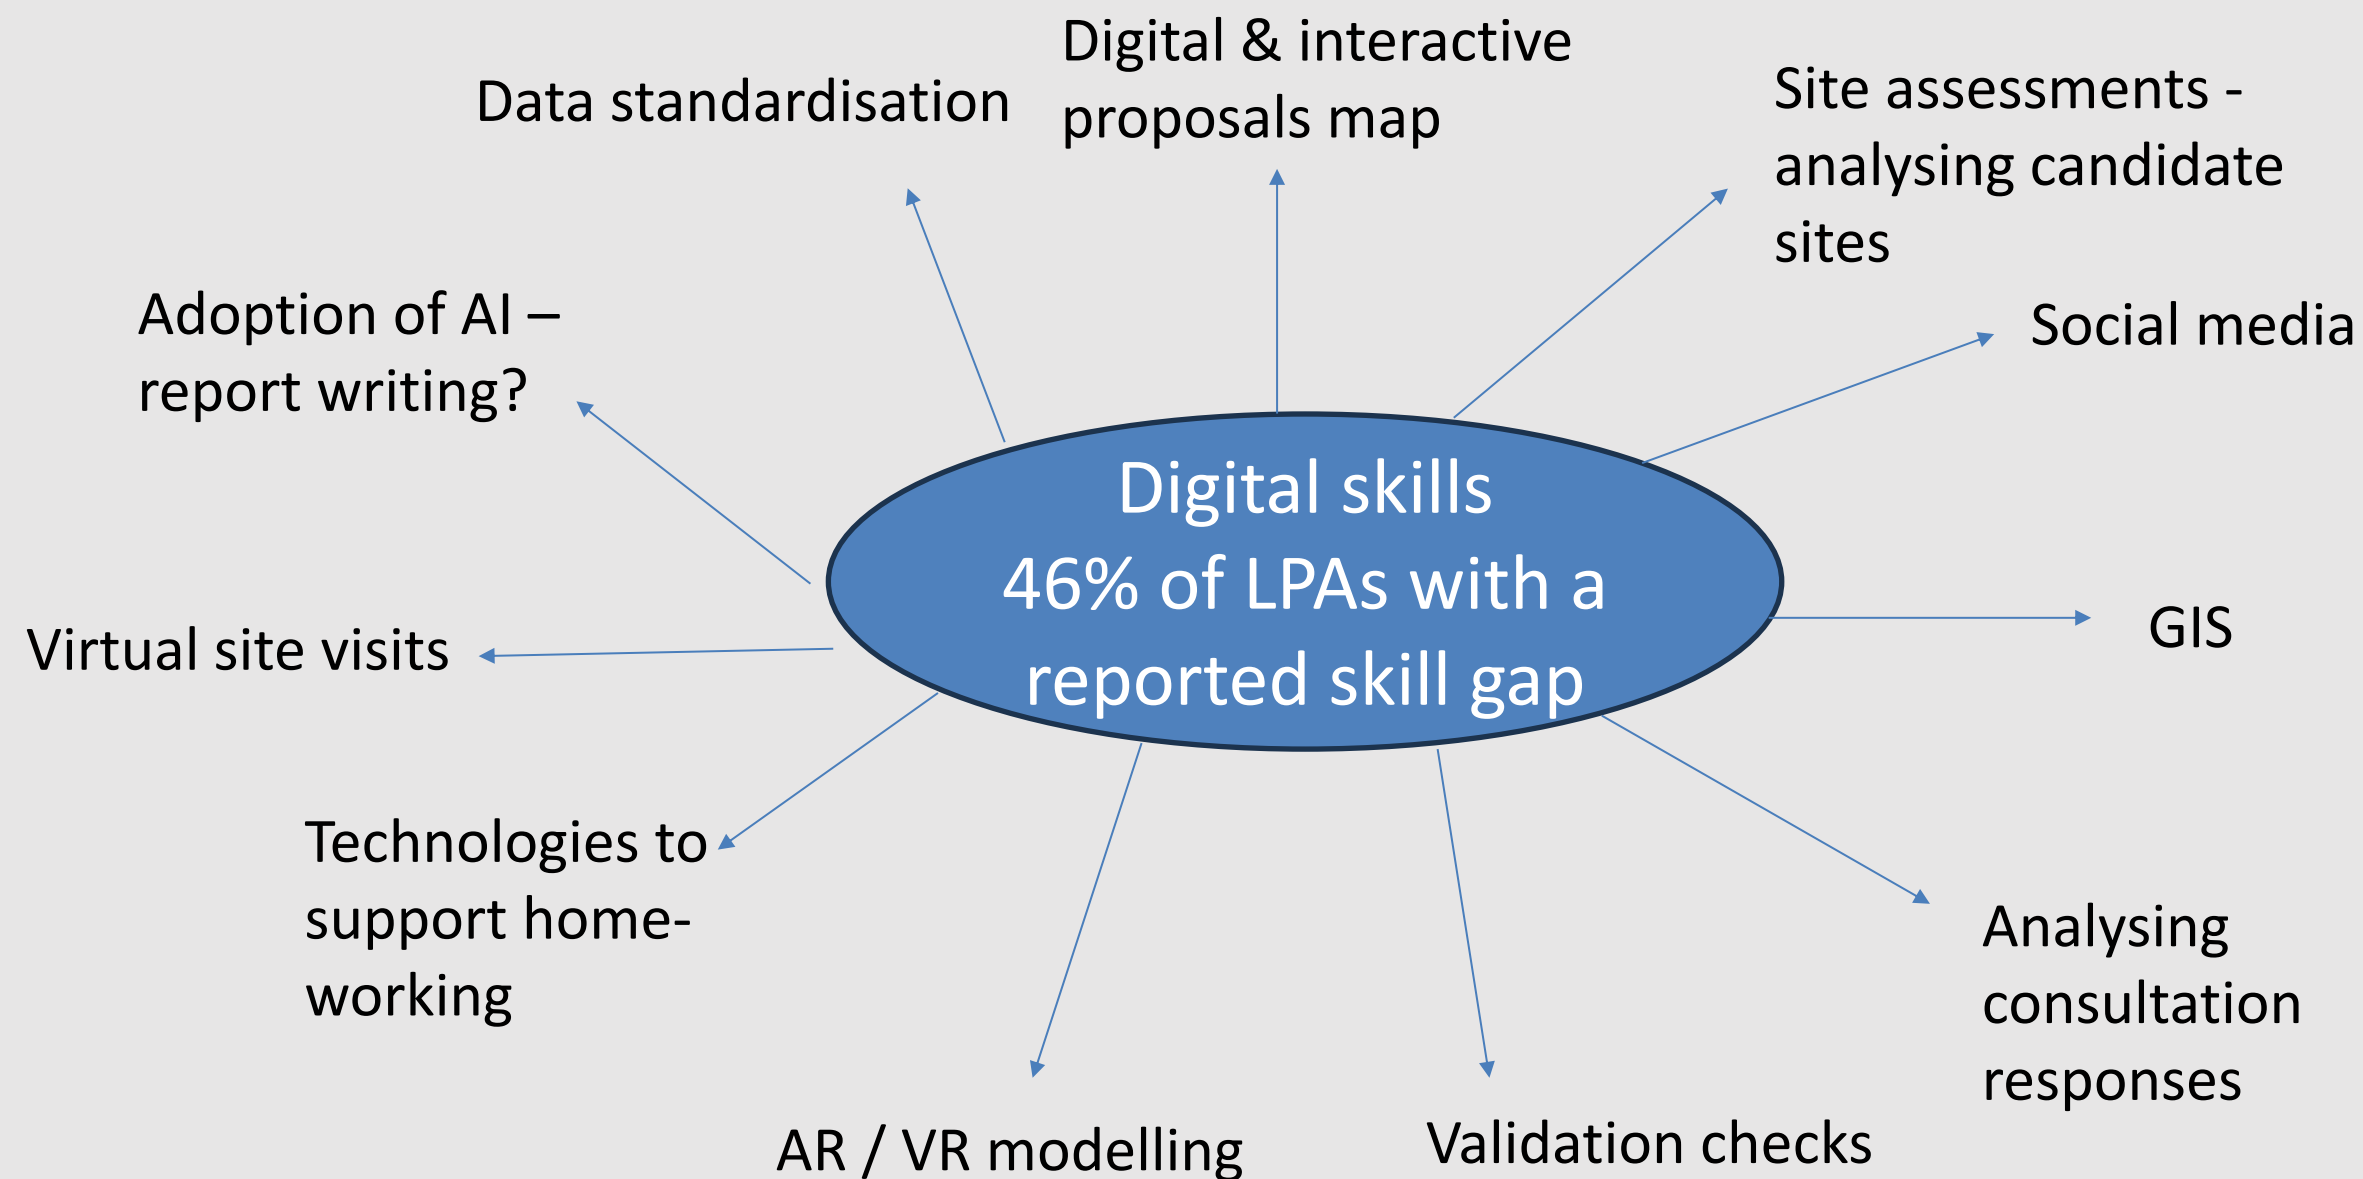 Digital & interactive
proposals map
Data standardisation
Site assessments -
analysing candidate
sites
Adoption of AI –
report writing?
Social media
Digital skills
46% of LPAs with a
reported skill gap
Virtual site visits
GIS
Technologies to
support home-
working
Analysing
consultation
responses
AR / VR modelling
Validation checks